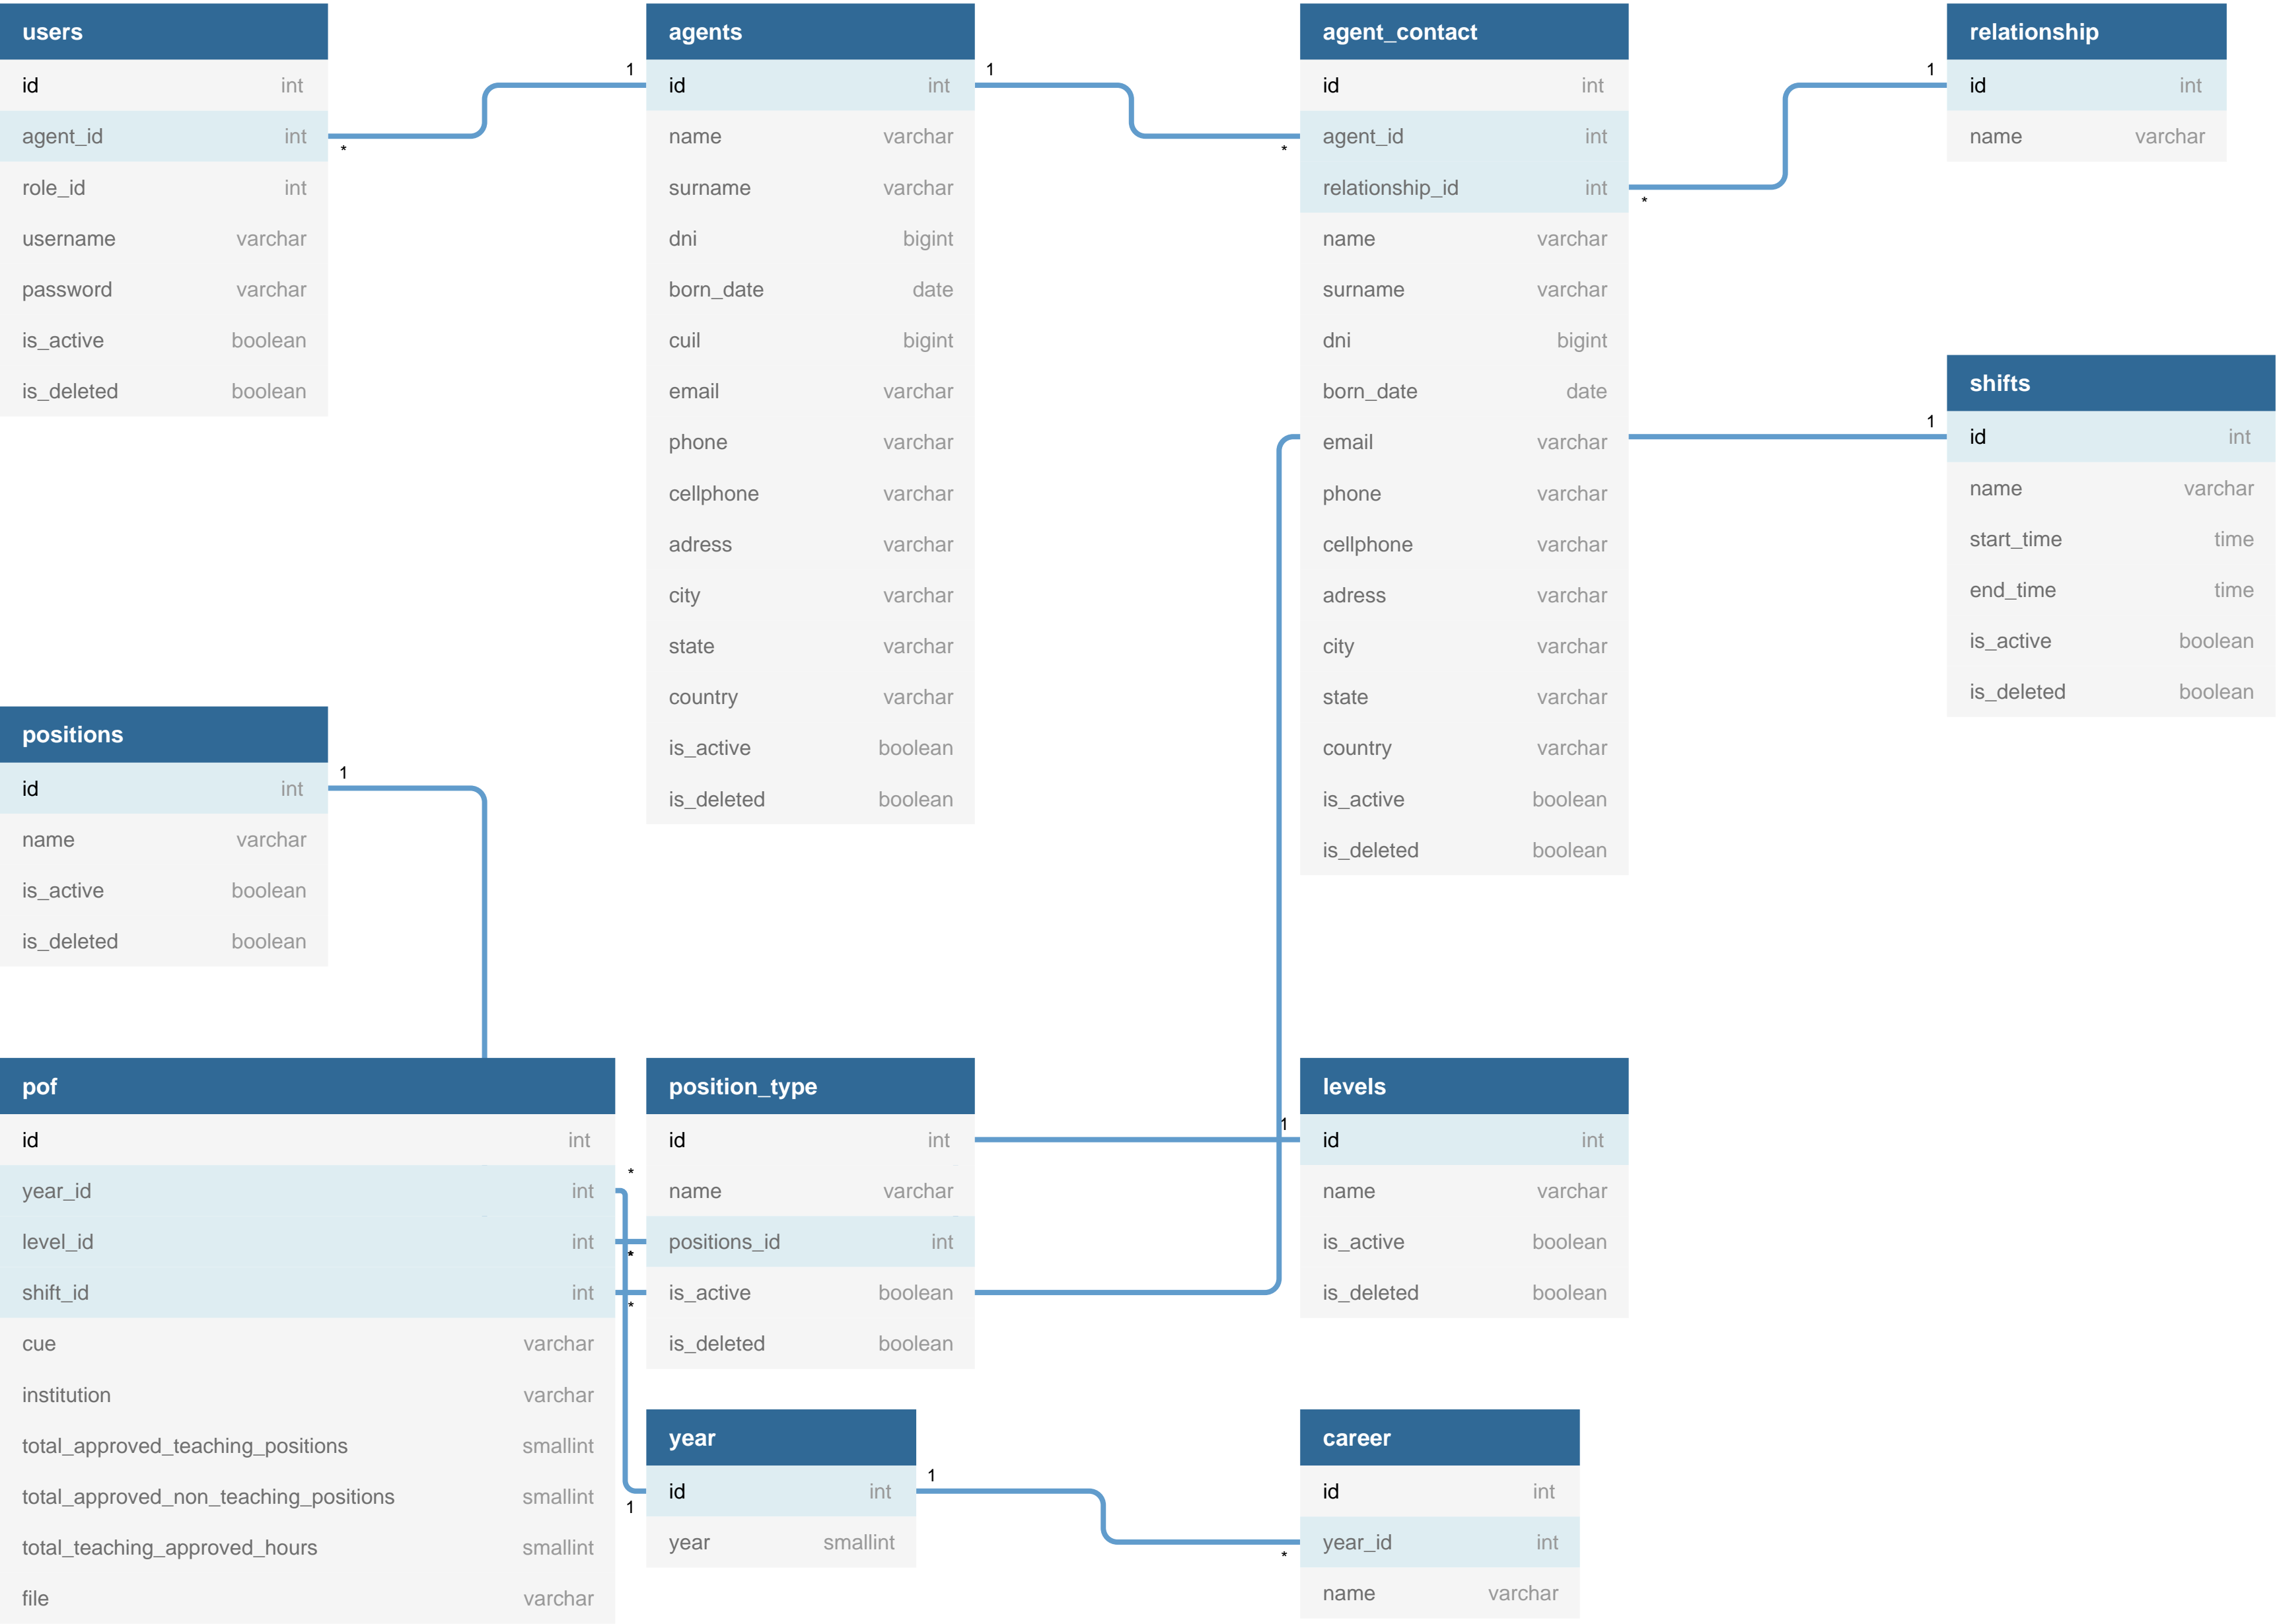 users
id int
agent_id int
role_id int
username varchar
password varchar
is_active boolean
is_deleted boolean
1
*
agents
id int
name varchar
surname varchar
dni bigint
born_date date
cuil bigint
email varchar
phone varchar
cellphone varchar
adress varchar
city varchar
state varchar
country varchar
is_active boolean
is_deleted boolean
1
*
agent_contact
id int
agent_id int
relationship_id int
name varchar
surname varchar
dni bigint
born_date date
email varchar
phone varchar
cellphone varchar
adress varchar
city varchar
state varchar
country varchar
is_active boolean
is_deleted boolean
1
*
relationship
id int
name varchar
1
shifts
id int
name varchar
start_time time
end_time time
is_active boolean
is_deleted boolean
positions
id int
name varchar
is_active boolean
is_deleted boolean
1
pof
id int
year_id int
level_id int
shift_id int
cue varchar
institution varchar
total_approved_teaching_positions smallint
total_approved_non_teaching_positions smallint
total_teaching_approved_hours smallint
file varchar
*
*
*
1
position_type
id int
name varchar
positions_id int
is_active boolean
is_deleted boolean
1
levels
id int
name varchar
is_active boolean
is_deleted boolean
year
id int
year smallint
1
*
career
id int
year_id int
name varchar